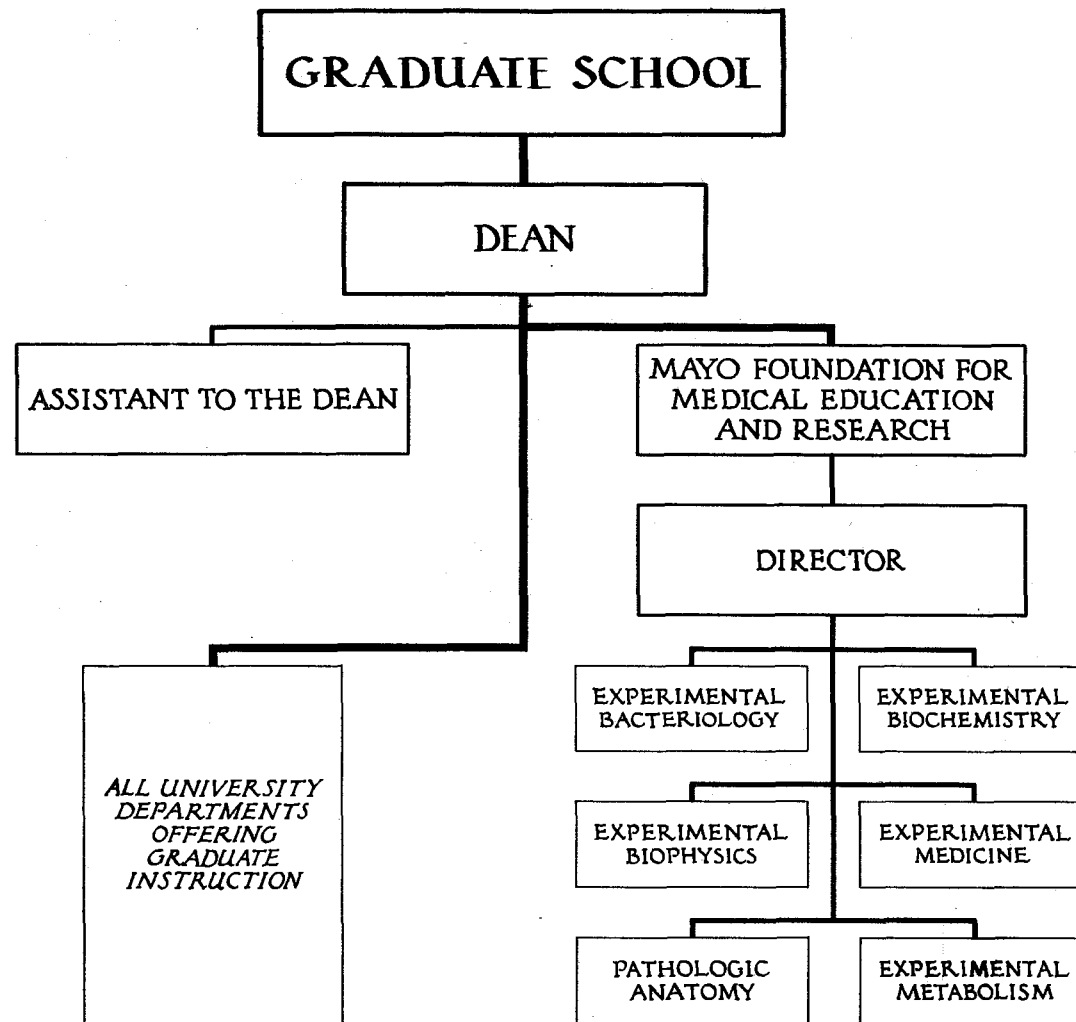 GRADUATE SCHOOL
DEAN
ASSISTANT TO THE DEAN
MAYO FOUNDATION FOR
MEDICAL EDUCATION
AND RESEARCH
DIRECTOR
EXPERIMENTAL
BACTERIOLOGY
EXPERIMENTAL
BIOCHEMISTRY
ALL UNIVERSITY
DEPARTMENTS
OFFERING
GRADUATE
INSTRUCTION
EXPERIMENTAL
BIOPHYSICS
EXPERIMENTAL
MEDICINE
PATHOLOGIC
ANATOMY
EXPERIMENTAL
METABOLISM